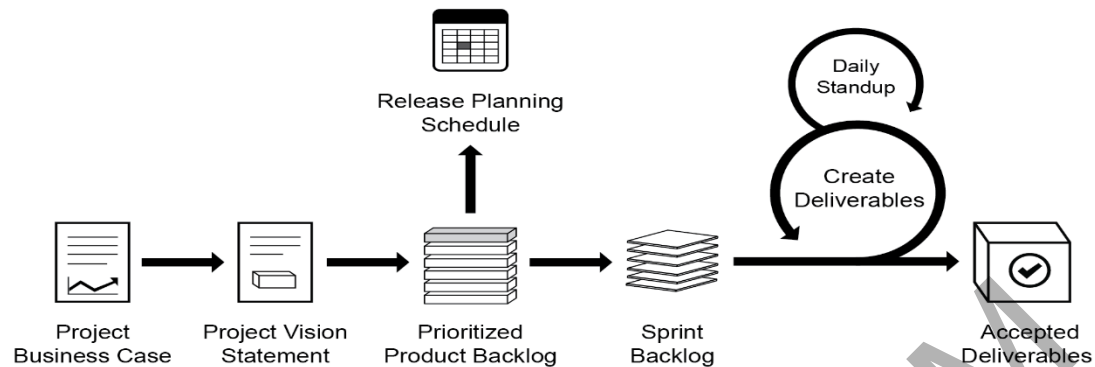 Daily
Standup
Release Planning
Schedule
Create
Deliverables
Project
Business Case
Project Vision
Statement
Prioritized
Product Backlog
Sprint
Backlog
Accepted
Deliverables